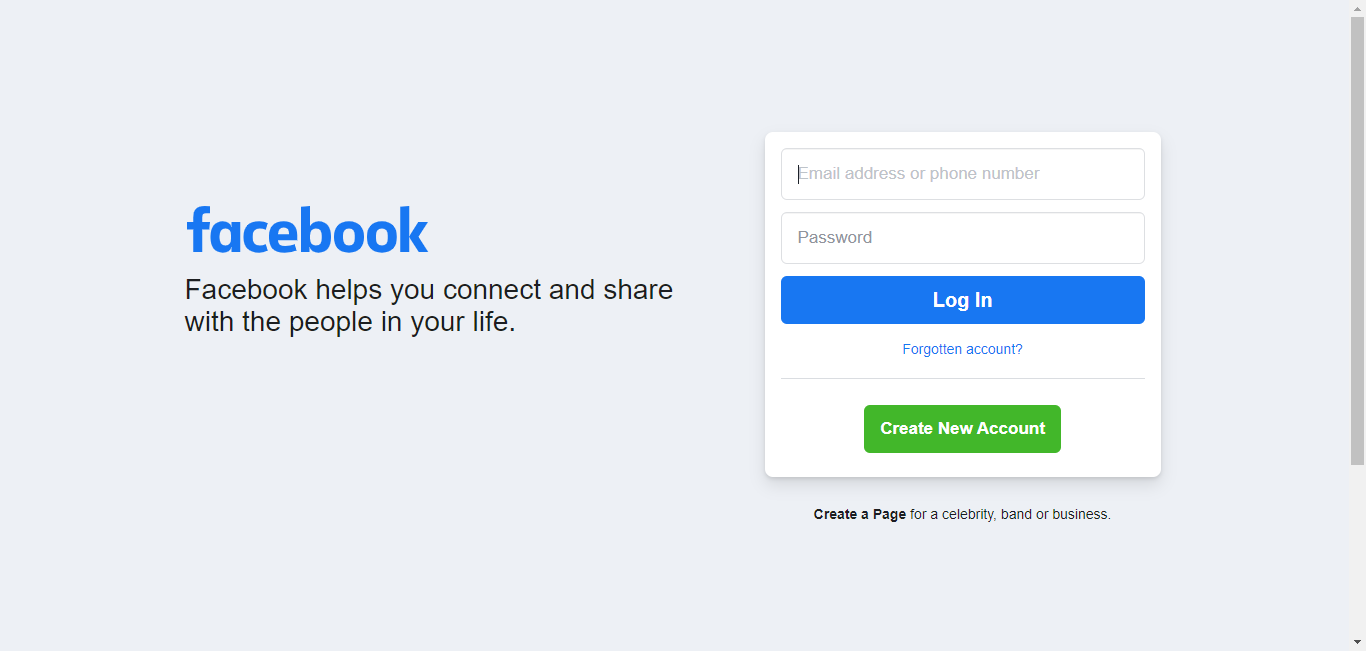 facebook
Facebook helps you connect and share
with the people in your life.
Email address or phone number
Password
Log In
Forgotten account?
Create New Account
Create a Page for a celebrity, band or business.